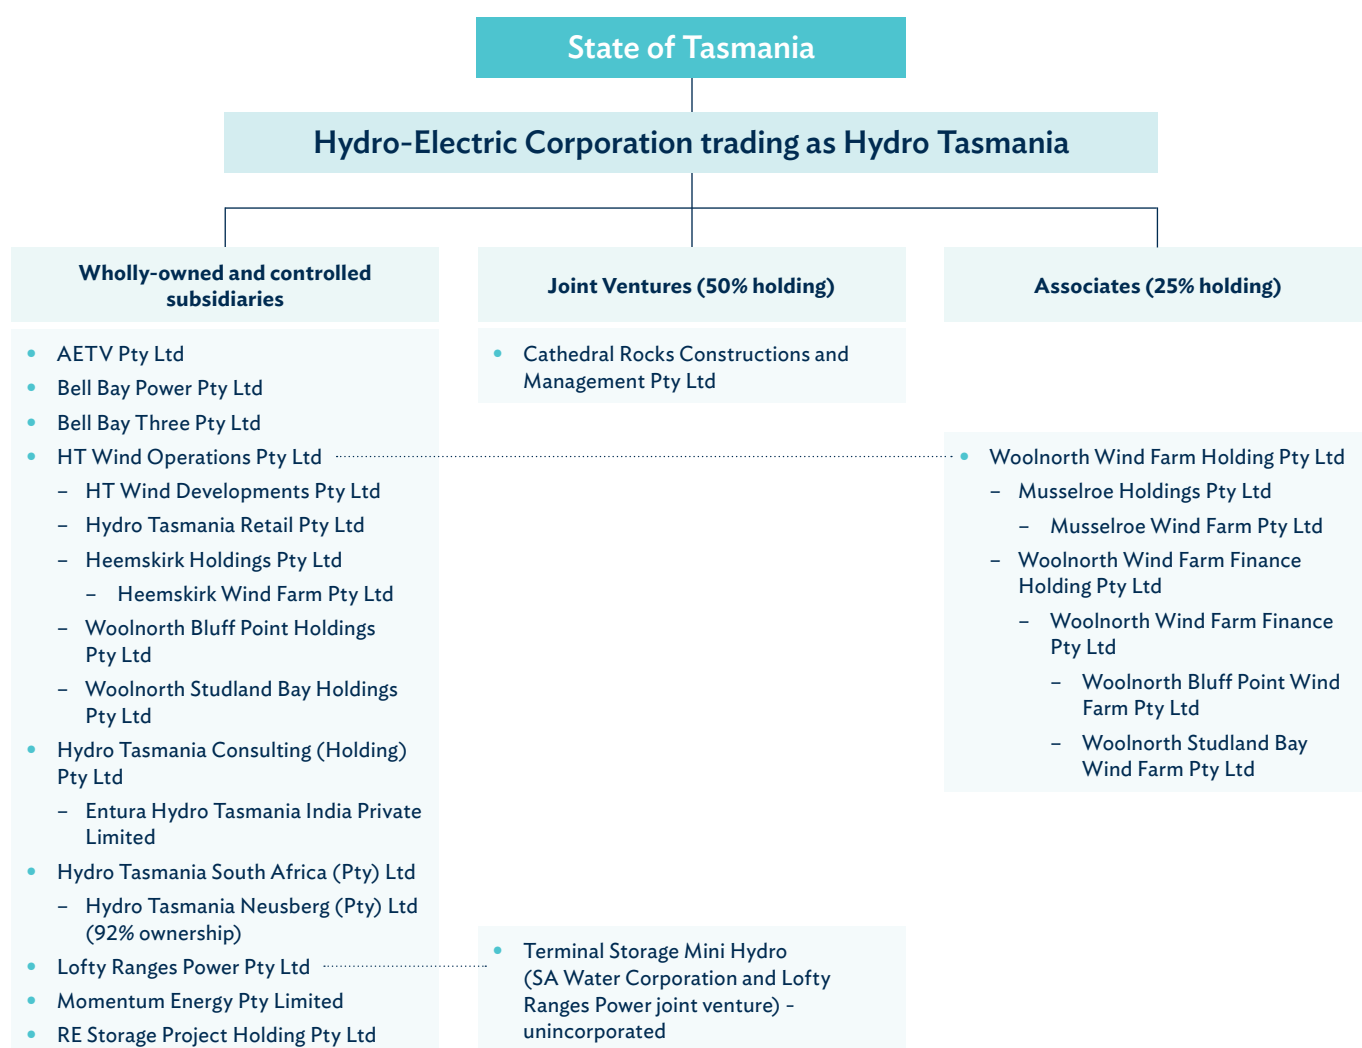 State of Tasmania
Hydro-Electric Corporation trading as Hydro Tasmania
Wholly-owned and controlled
subsidiaries
• AETV Pty Ltd
• Bell Bay Power Pty Ltd
• Bell Bay Three Pty Ltd
• HT Wind Operations Pty Ltd
– HT Wind Developments Pty Ltd
– Hydro Tasmania Retail Pty Ltd
– Heemskirk Holdings Pty Ltd
– Heemskirk Wind Farm Pty Ltd
– Woolnorth Bluff Point Holdings
Pty Ltd
– Woolnorth Studland Bay Holdings
Pty Ltd
• Hydro Tasmania Consulting (Holding)
Pty Ltd
– Entura Hydro Tasmania India Private
Limited
• Hydro Tasmania South Africa (Pty) Ltd
– Hydro Tasmania Neusberg (Pty) Ltd
(92% ownership)
• Lofty Ranges Power Pty Ltd
• Momentum Energy Pty Limited
• RE Storage Project Holding Pty Ltd
Joint Ventures (50% holding)
• Cathedral Rocks Constructions and
Management Pty Ltd
• Terminal Storage Mini Hydro
(SA Water Corporation and Lofty
Ranges Power joint venture) –
unincorporated
Associates (25% holding)
• Woolnorth Wind Farm Holding Pty Ltd
– Musselroe Holdings Pty Ltd
– Musselroe Wind Farm Pty Ltd
– Woolnorth Wind Farm Finance
Holding Pty Ltd
– Woolnorth Wind Farm Finance
Pty Ltd
– Woolnorth Bluff Point Wind
Farm Pty Ltd
– Woolnorth Studland Bay
Wind Farm Pty Ltd